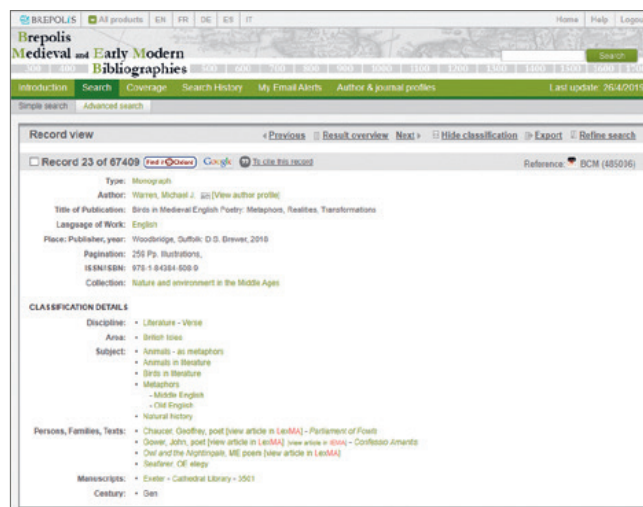 BREPOLiS All products EN FR DE ES IT Home Help Logout
Brepolis
Medieval and Early Modern
Bibliographies
Search
Introduction Search Coverage Search History My Email Alerts Author & journal profiles Last update: 26/4/2019
Simple search Advanced search
Record view Previous Result overview Next Hide classification Export Refine search
Record 23 of 67409 Find it @ Oxford Google To cite this record Reference: BCM (485096)
Type: Monograph
Author: Warren, Michael J. [View author profile]
Title of Publication: Birds in Medieval English Poetry: Metaphors, Realities, Transformations
Language of Work: English
Place: Publisher, year: Woodbridge, Suffolk: D.S. Brewer, 2018
Pagination: 256 Pp. Illustrations,
ISSN/ISBN: 978-1-84384-508-9
Collection: Nature and environment in the Middle Ages
CLASSIFICATION DETAILS
Discipline: • Literature - Verse
Area: • British Isles
Subject: • Animals - as metaphors
• Animals in literature
• Birds in literature
• Metaphors
- Middle English
- Old English
• Natural history
Persons, Families, Texts: • Chaucer, Geoffrey, poet [view article in LexMA] - Parliament of Fowls
• Gower, John, poet [view article in LexMA] [view article in IEMA] - Confessio Amantis
• Owl and the Nightingale, ME poem [view article in LexMA]
• Seafarer, OE elegy
Manuscripts: • Exeter - Cathedral Library - 3501
Century: • Gen